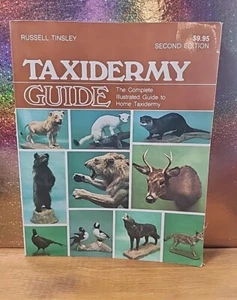 RUSSELL TINSLEY
$9.95
SECOND EDITION
TAXIDERMY
GUIDE
The Complete
Illustrated Guide to
Home Taxidermy